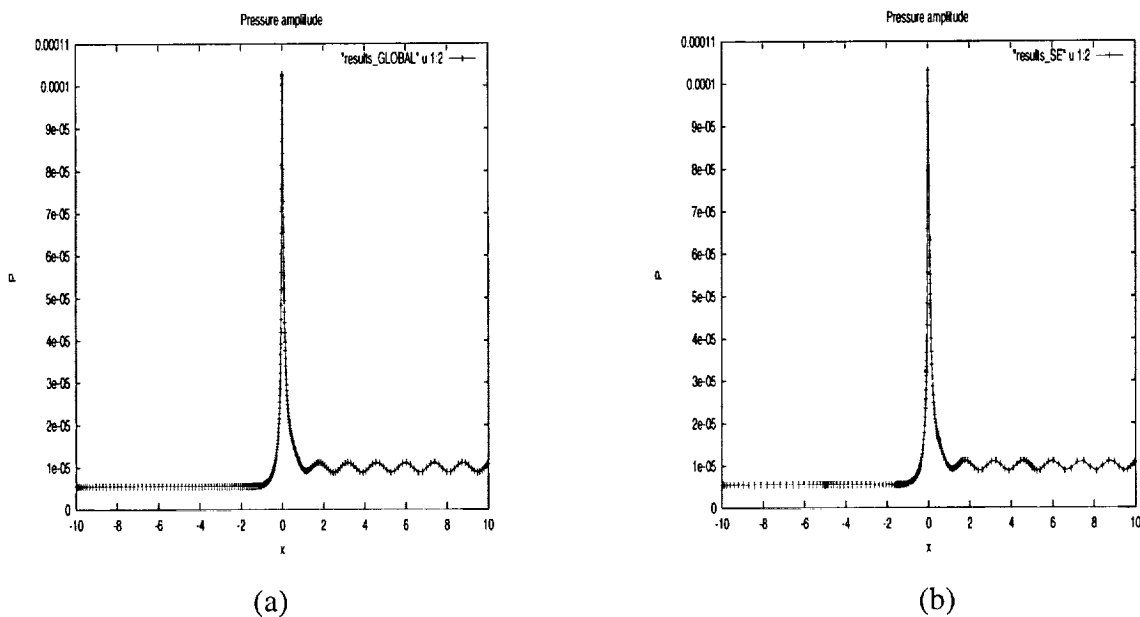 Pressure amplitude
"results_GLOBAL" u 1:2
0.00011
0.0001
9e-05
8e-05
7e-05
6e-05
5e-05
4e-05
3e-05
2e-05
1e-05
0
P
-10 -8 -6 -4 -2 0 2 4 6 8 10
x
(a)
Pressure amplitude
"results_SE" u 1:2
0.00011
0.0001
9e-05
8e-05
7e-05
6e-05
5e-05
4e-05
3e-05
2e-05
1e-05
0
P
-10 -8 -6 -4 -2 0 2 4 6 8 10
x
(b)